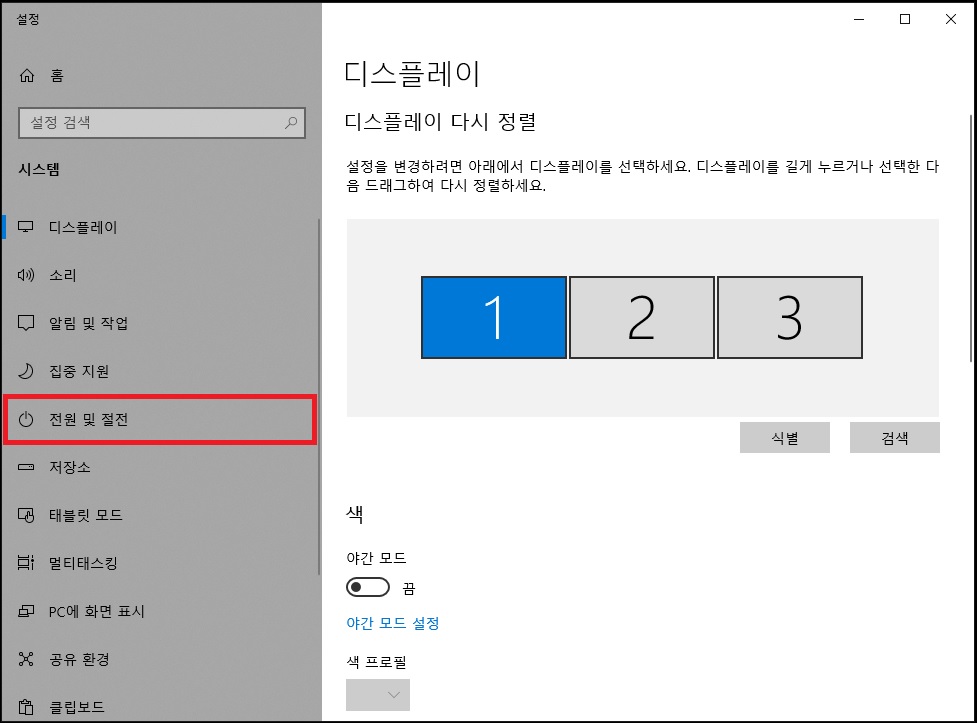 설정
홈
설정 검색
시스템
디스플레이
소리
알림 및 작업
집중 지원
전원 및 절전
저장소
태블릿 모드
멀티태스킹
PC에 화면 표시
공유 환경
클립보드
디스플레이
디스플레이 다시 정렬
설정을 변경하려면 아래에서 디스플레이를 선택하세요. 디스플레이를 길게 누르거나 선택한 다
음 드래그하여 다시 정렬하세요.
1 2 3
식별 검색
색
야간 모드
끔
야간 모드 설정
색 프로필